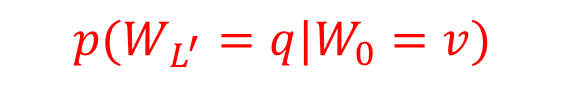 p(W_{L'} = q|W_0 = v)